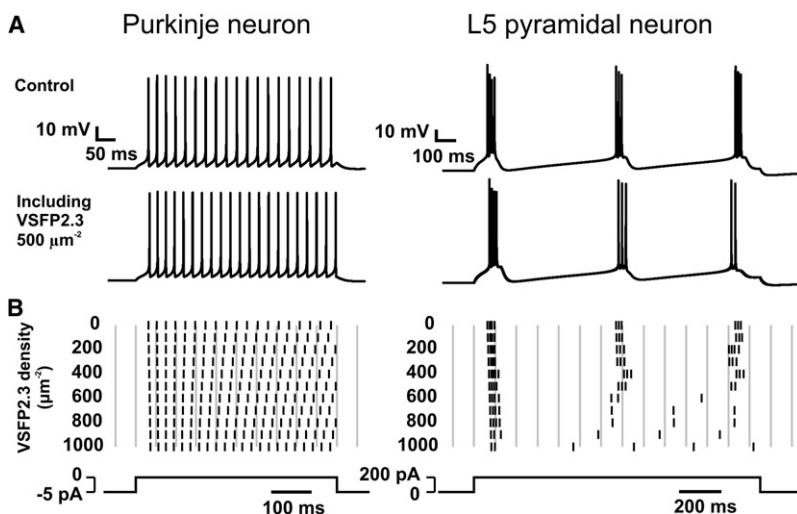 A
Purkinje neuron
L5 pyramidal neuron
Control
10 mV
50 ms
10 mV
100 ms
Including
VSFP2.3
500 µm-2
B
VSFP2.3 density
(µm-2)
0
200
400
600
800
1000
0
200
400
600
800
1000
0
-5 pA
100 ms
200 pA
0
200 ms